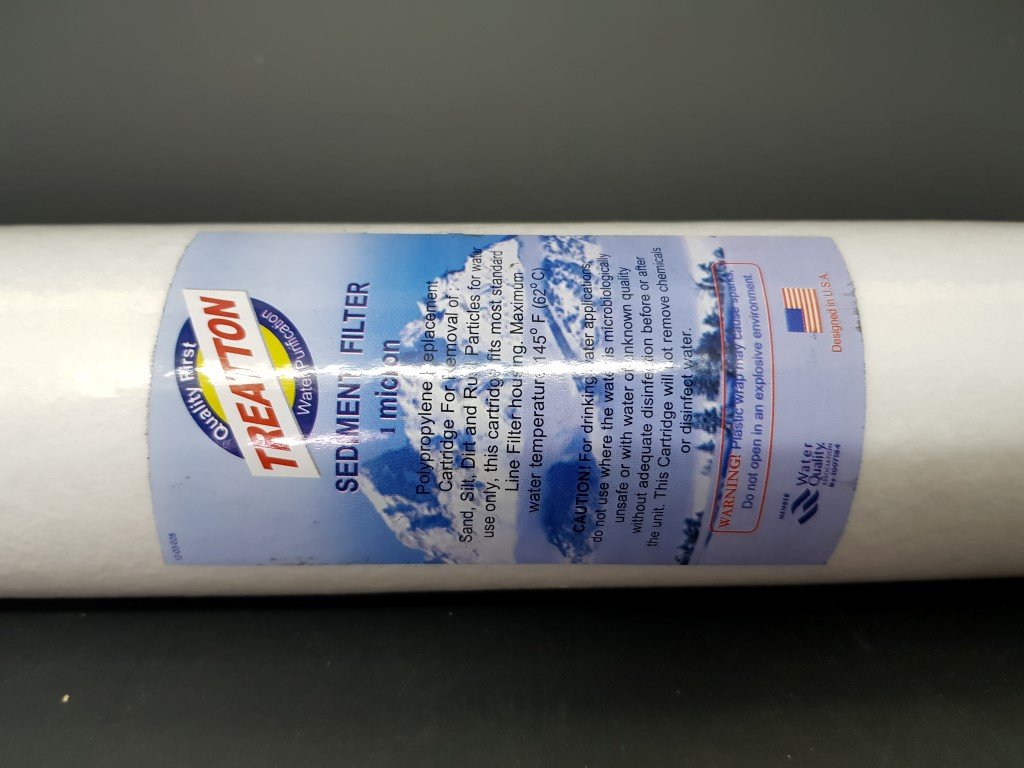 Quality First
TREATTON
Water Purification
SEDIMENT FILTER
1 micron
Polypropylene Replacement
Cartridge For Removal of :
Sand, Silt, Dirt and Rust Particles for water
use only, this cartridge fits most standard
Line Filter housing. Maximum
water temperature 145° F (62°C)
CAUTION! For drinking water applications,
do not use where the water is microbiologically
unsafe or with water of unknown quality
without adequate disinfection before or after
the unit. This Cartridge will not remove chemicals
or disinfect water.
WARNING! Plastic wrap may cause sparks,
Do not open in an explosive environment.
MEMBER
Water
Quality
ASSOCIATION
Designed in U.S.A.